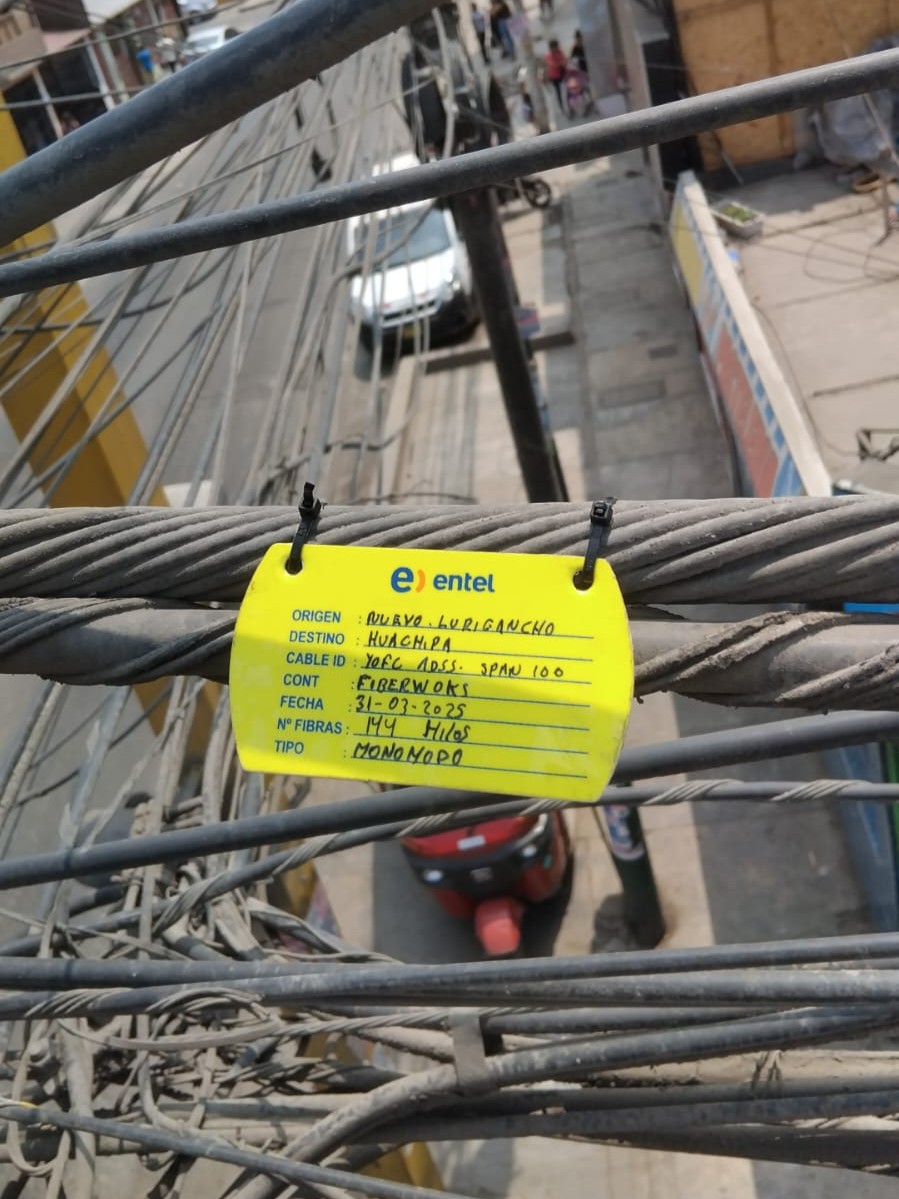 e) entel
ORIGEN : NUEVO. LURIGANCHO
DESTINO : HUACHIPA
CABLE ID : YOFC ADSS. SPAN 100
CONT : FIBERWOKS
FECHA : 31-03-2025
Nº FIBRAS : 144 Hilos
TIPO : MONOMODO